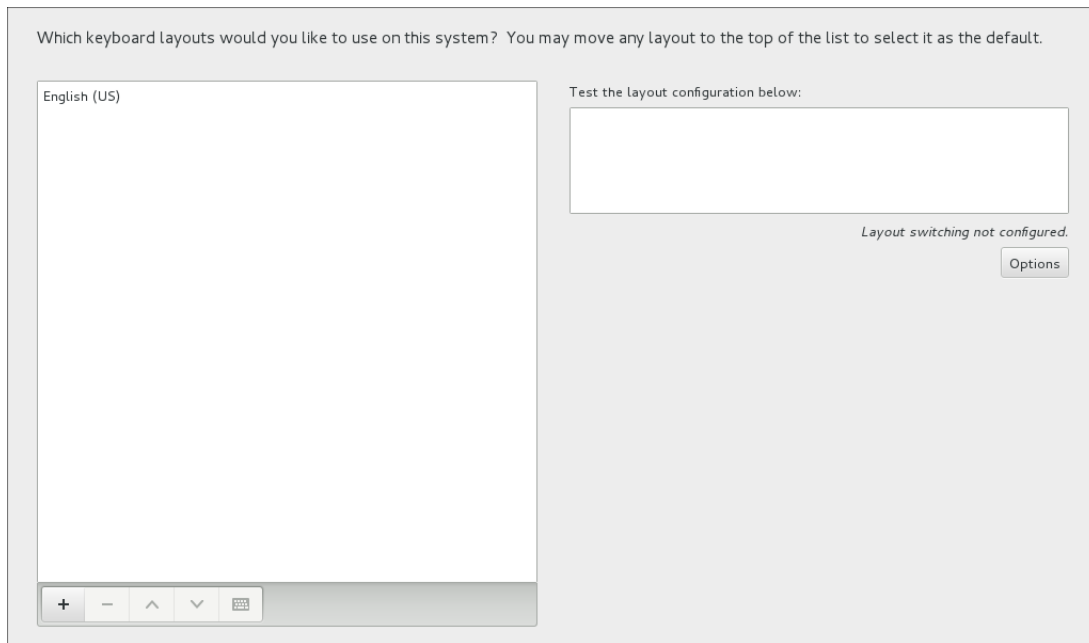 Which keyboard layouts would you like to use on this system?  You may move any layout to the top of the list to select it as the default.
English (US)
Test the layout configuration below:
Layout switching not configured.
Options